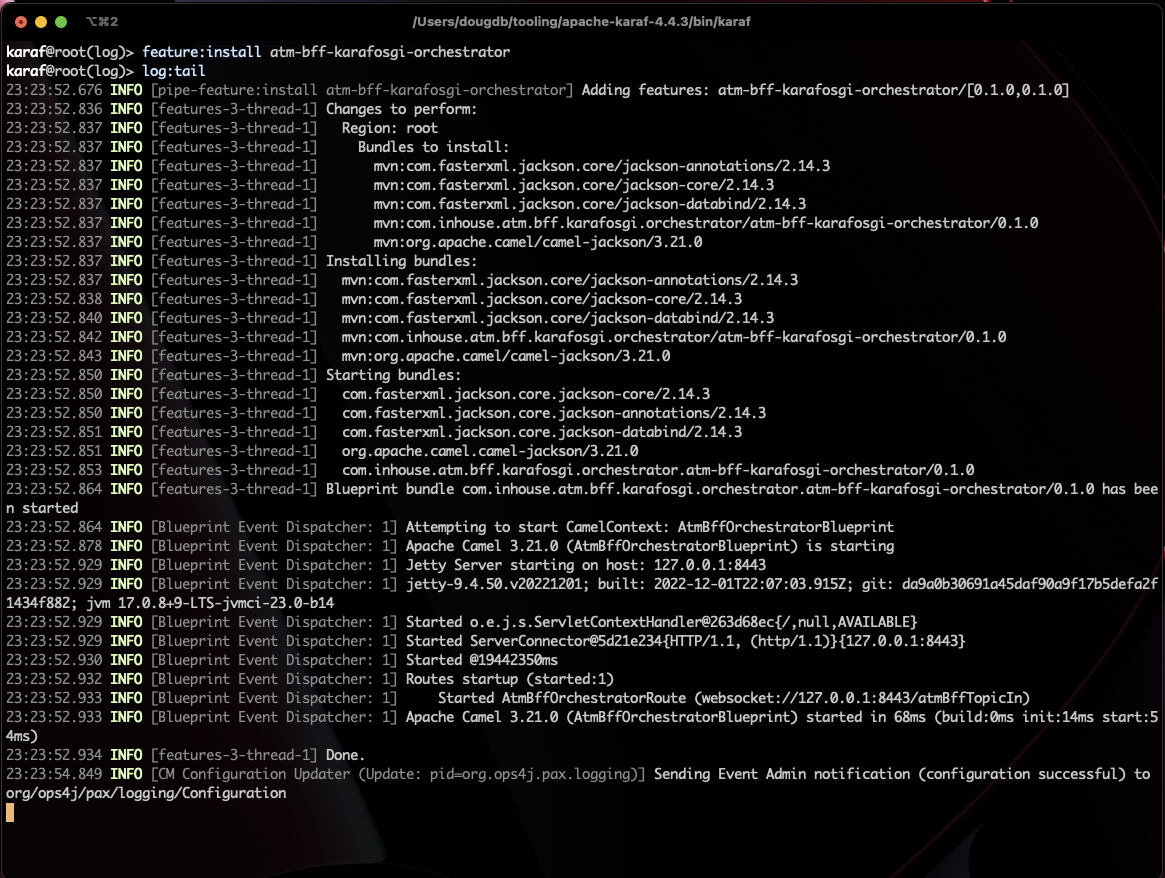 ⌥⌘2
/Users/dougdb/tooling/apache-karaf-4.4.3/bin/karaf
karaf@root(log)> feature:install atm-bff-karafosgi-orchestrator
karaf@root(log)> log:tail
23:23:52.676 INFO [pipe-feature:install atm-bff-karafosgi-orchestrator] Adding features: atm-bff-karafosgi-orchestrator/[0.1.0,0.1.0]
23:23:52.836 INFO [features-3-thread-1] Changes to perform:
23:23:52.837 INFO [features-3-thread-1]   Region: root
23:23:52.837 INFO [features-3-thread-1]     Bundles to install:
23:23:52.837 INFO [features-3-thread-1]       mvn:com.fasterxml.jackson.core/jackson-annotations/2.14.3
23:23:52.837 INFO [features-3-thread-1]       mvn:com.fasterxml.jackson.core/jackson-core/2.14.3
23:23:52.837 INFO [features-3-thread-1]       mvn:com.fasterxml.jackson.core/jackson-databind/2.14.3
23:23:52.837 INFO [features-3-thread-1]       mvn:com.inhouse.atm.bff.karafosgi.orchestrator/atm-bff-karafosgi-orchestrator/0.1.0
23:23:52.837 INFO [features-3-thread-1]       mvn:org.apache.camel/camel-jackson/3.21.0
23:23:52.837 INFO [features-3-thread-1] Installing bundles:
23:23:52.837 INFO [features-3-thread-1]   mvn:com.fasterxml.jackson.core/jackson-annotations/2.14.3
23:23:52.838 INFO [features-3-thread-1]   mvn:com.fasterxml.jackson.core/jackson-core/2.14.3
23:23:52.840 INFO [features-3-thread-1]   mvn:com.fasterxml.jackson.core/jackson-databind/2.14.3
23:23:52.842 INFO [features-3-thread-1]   mvn:com.inhouse.atm.bff.karafosgi.orchestrator/atm-bff-karafosgi-orchestrator/0.1.0
23:23:52.843 INFO [features-3-thread-1]   mvn:org.apache.camel/camel-jackson/3.21.0
23:23:52.850 INFO [features-3-thread-1] Starting bundles:
23:23:52.850 INFO [features-3-thread-1]   com.fasterxml.jackson.core.jackson-core/2.14.3
23:23:52.850 INFO [features-3-thread-1]   com.fasterxml.jackson.core.jackson-annotations/2.14.3
23:23:52.851 INFO [features-3-thread-1]   com.fasterxml.jackson.core.jackson-databind/2.14.3
23:23:52.851 INFO [features-3-thread-1]   org.apache.camel.camel-jackson/3.21.0
23:23:52.853 INFO [features-3-thread-1]   com.inhouse.atm.bff.karafosgi.orchestrator.atm-bff-karafosgi-orchestrator/0.1.0
23:23:52.864 INFO [features-3-thread-1] Blueprint bundle com.inhouse.atm.bff.karafosgi.orchestrator.atm-bff-karafosgi-orchestrator/0.1.0 has bee
n started
23:23:52.864 INFO [Blueprint Event Dispatcher: 1] Attempting to start CamelContext: AtmBffOrchestratorBlueprint
23:23:52.878 INFO [Blueprint Event Dispatcher: 1] Apache Camel 3.21.0 (AtmBffOrchestratorBlueprint) is starting
23:23:52.929 INFO [Blueprint Event Dispatcher: 1] Jetty Server starting on host: 127.0.0.1:8443
23:23:52.929 INFO [Blueprint Event Dispatcher: 1] jetty-9.4.50.v20221201; built: 2022-12-01T22:07:03.915Z; git: da9a0b30691a45daf90a9f17b5defa2f
1434f882; jvm 17.0.8+9-LTS-jvmci-23.0-b14
23:23:52.929 INFO [Blueprint Event Dispatcher: 1] Started o.e.j.s.ServletContextHandler@263d68ec{/,null,AVAILABLE}
23:23:52.929 INFO [Blueprint Event Dispatcher: 1] Started ServerConnector@5d21e234{HTTP/1.1, (http/1.1)}{127.0.0.1:8443}
23:23:52.930 INFO [Blueprint Event Dispatcher: 1] Started @19442350ms
23:23:52.932 INFO [Blueprint Event Dispatcher: 1] Routes startup (started:1)
23:23:52.933 INFO [Blueprint Event Dispatcher: 1]     Started AtmBffOrchestratorRoute (websocket://127.0.0.1:8443/atmBffTopicIn)
23:23:52.933 INFO [Blueprint Event Dispatcher: 1] Apache Camel 3.21.0 (AtmBffOrchestratorBlueprint) started in 68ms (build:0ms init:14ms start:5
4ms)
23:23:52.934 INFO [features-3-thread-1] Done.
23:23:54.849 INFO [CM Configuration Updater (Update: pid=org.ops4j.pax.logging)] Sending Event Admin notification (configuration successful) to
org/ops4j/pax/logging/Configuration